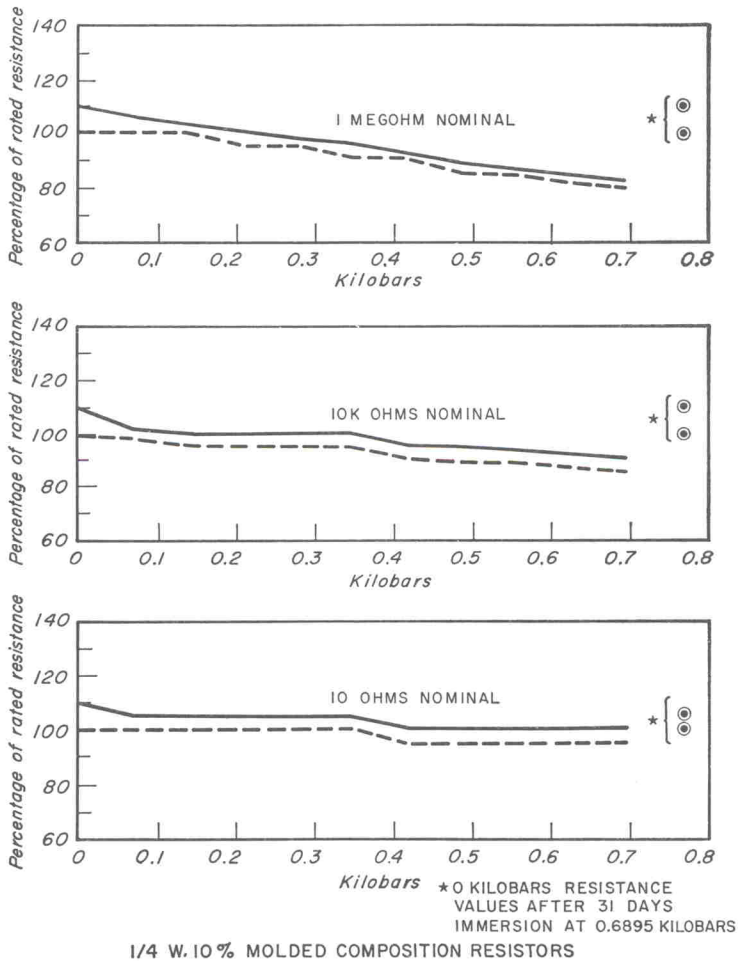 Percentage of rated resistance
140
120
100
80
60
1 MEGOHM NOMINAL
*
0 0.1 0.2 0.3 0.4 0.5 0.6 0.7 0.8
Kilobars
Percentage of rated resistance
140
120
100
80
60
10K OHMS NOMINAL
*
0 0.1 0.2 0.3 0.4 0.5 0.6 0.7 0.8
Kilobars
Percentage of rated resistance
140
120
100
80
60
10 OHMS NOMINAL
*
0 0.1 0.2 0.3 0.4 0.5 0.6 0.7 0.8
Kilobars
*0 KILOBARS RESISTANCE
VALUES AFTER 31 DAYS
IMMERSION AT 0.6895 KILOBARS
1/4 W. 10% MOLDED COMPOSITION RESISTORS